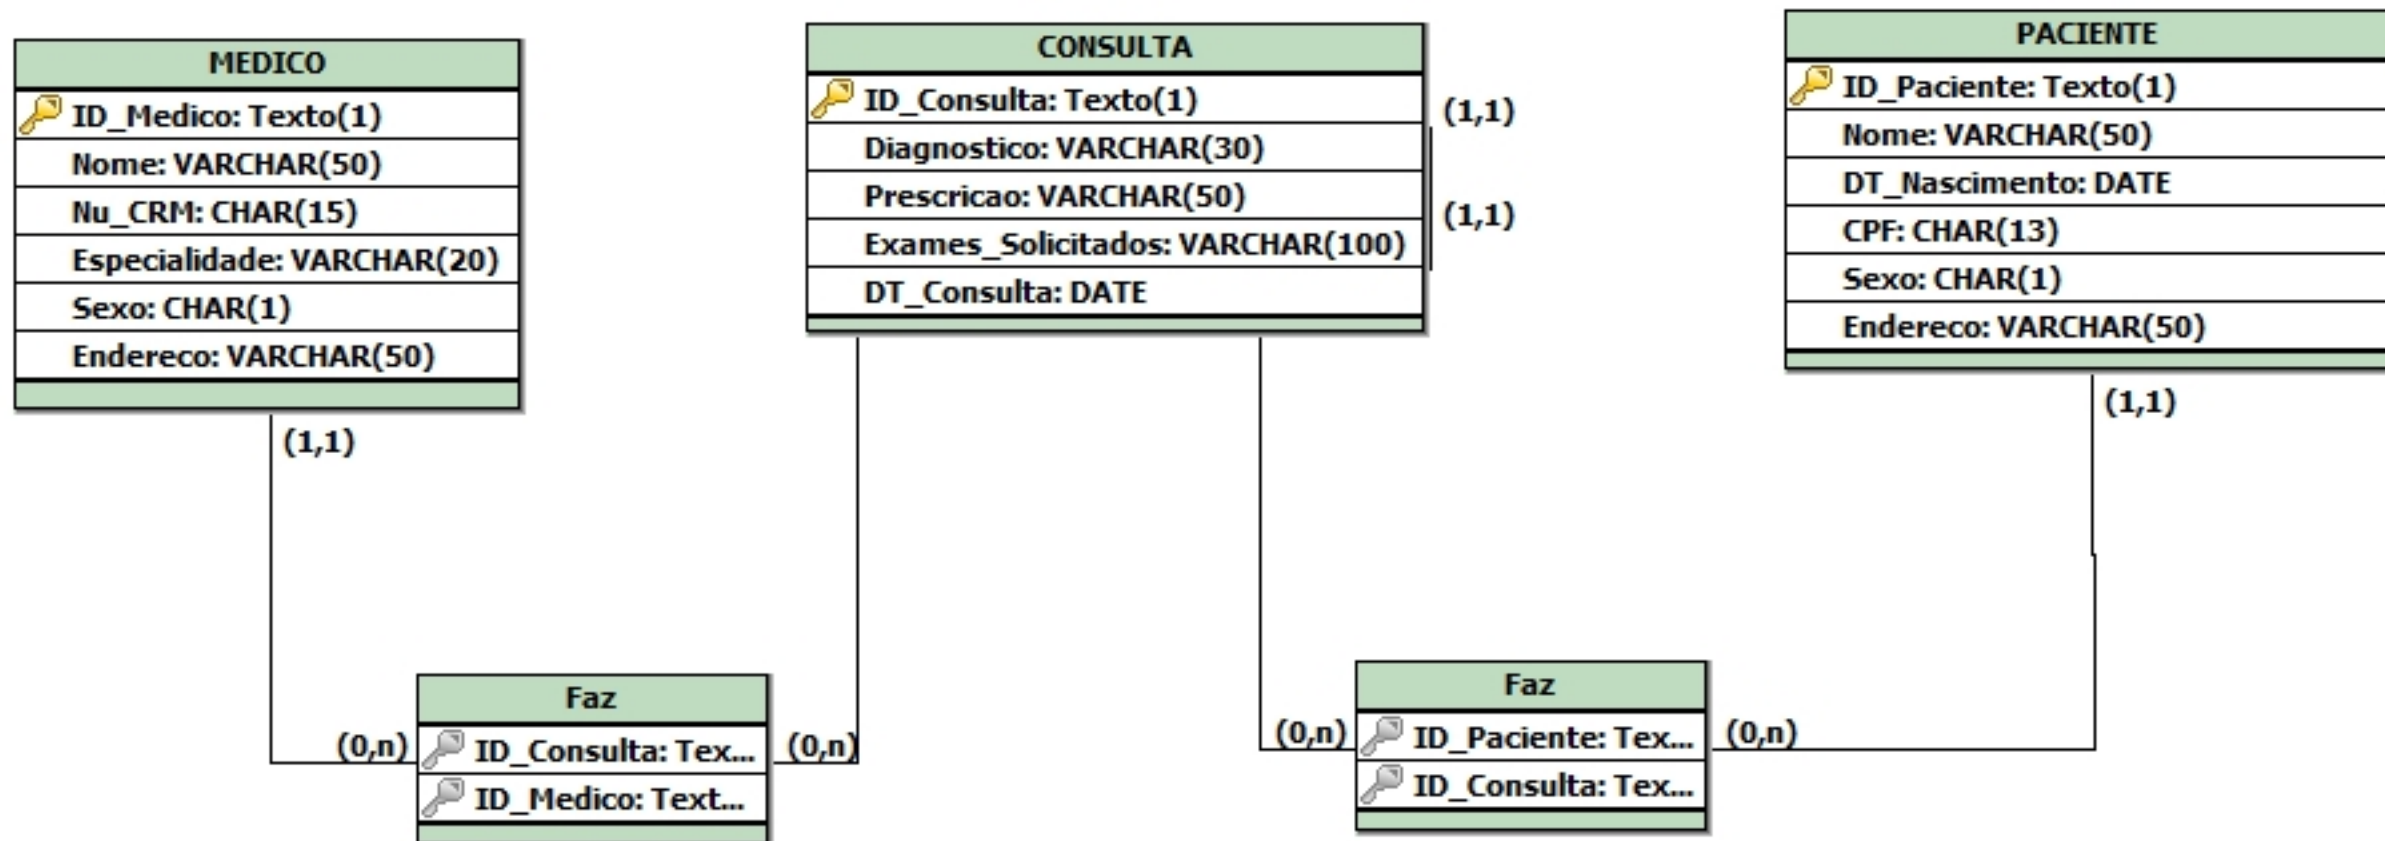 MEDICO
ID_Medico: Texto(1)
Nome: VARCHAR(50)
Nu_CRM: CHAR(15)
Especialidade: VARCHAR(20)
Sexo: CHAR(1)
Endereco: VARCHAR(50)
(1,1)
CONSULTA
ID_Consulta: Texto(1)
Diagnostico: VARCHAR(30)
Prescricao: VARCHAR(50)
Exames_Solicitados: VARCHAR(100)
DT_Consulta: DATE
(1,1)
(1,1)
PACIENTE
ID_Paciente: Texto(1)
Nome: VARCHAR(50)
DT_Nascimento: DATE
CPF: CHAR(13)
Sexo: CHAR(1)
Endereco: VARCHAR(50)
(1,1)
(0,n)
Faz
ID_Consulta: Tex...
ID_Medico: Text...
(0,n)
(0,n)
Faz
ID_Paciente: Tex...
ID_Consulta: Tex...
(0,n)